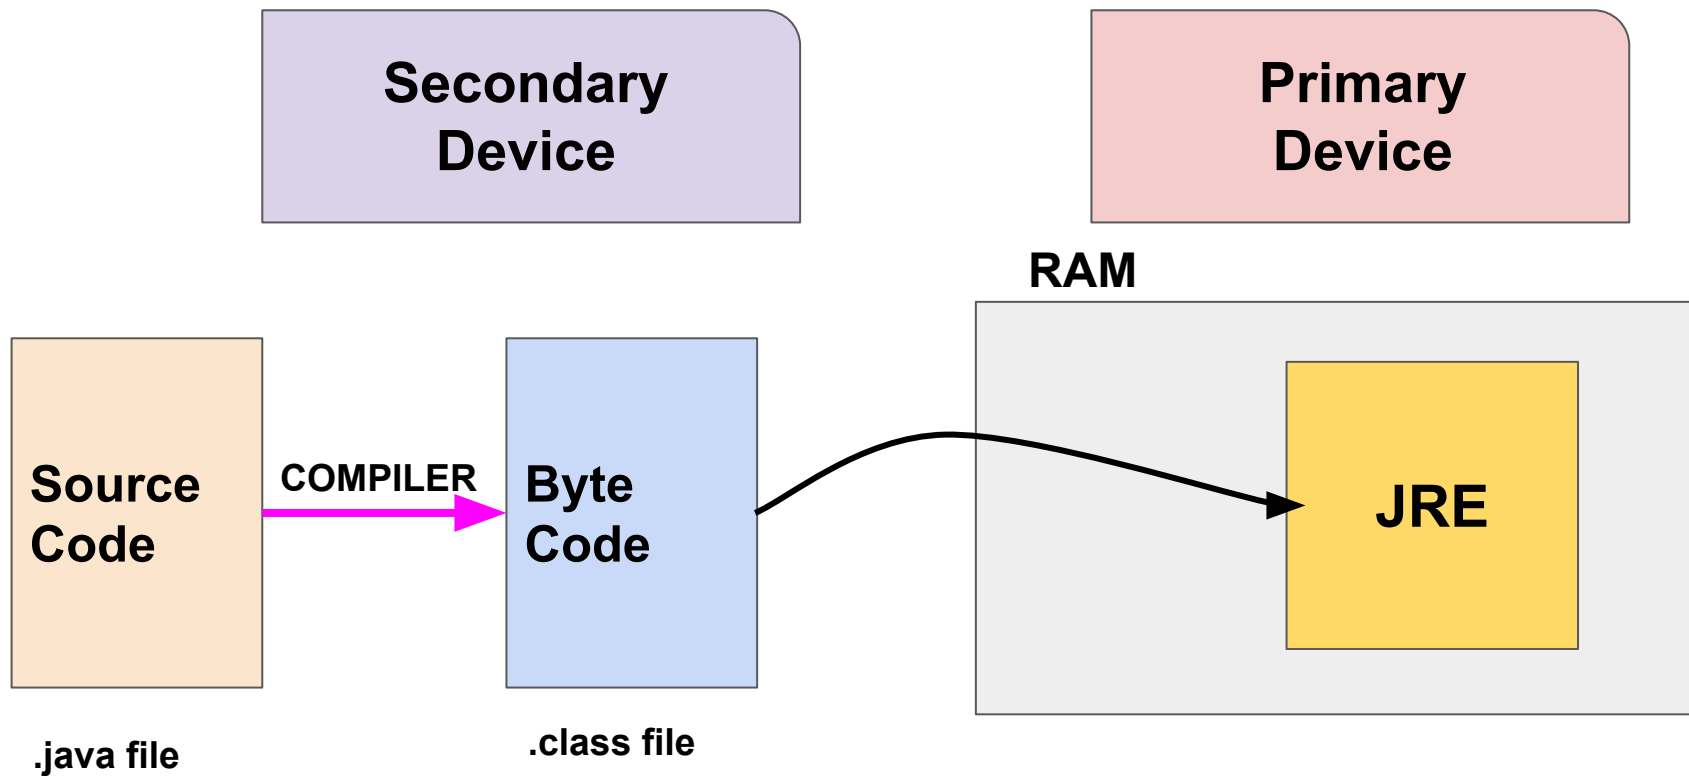 Secondary
Device
Primary
Device
RAM
Source
Code
COMPILER
Byte
Code
JRE
.java file
.class file